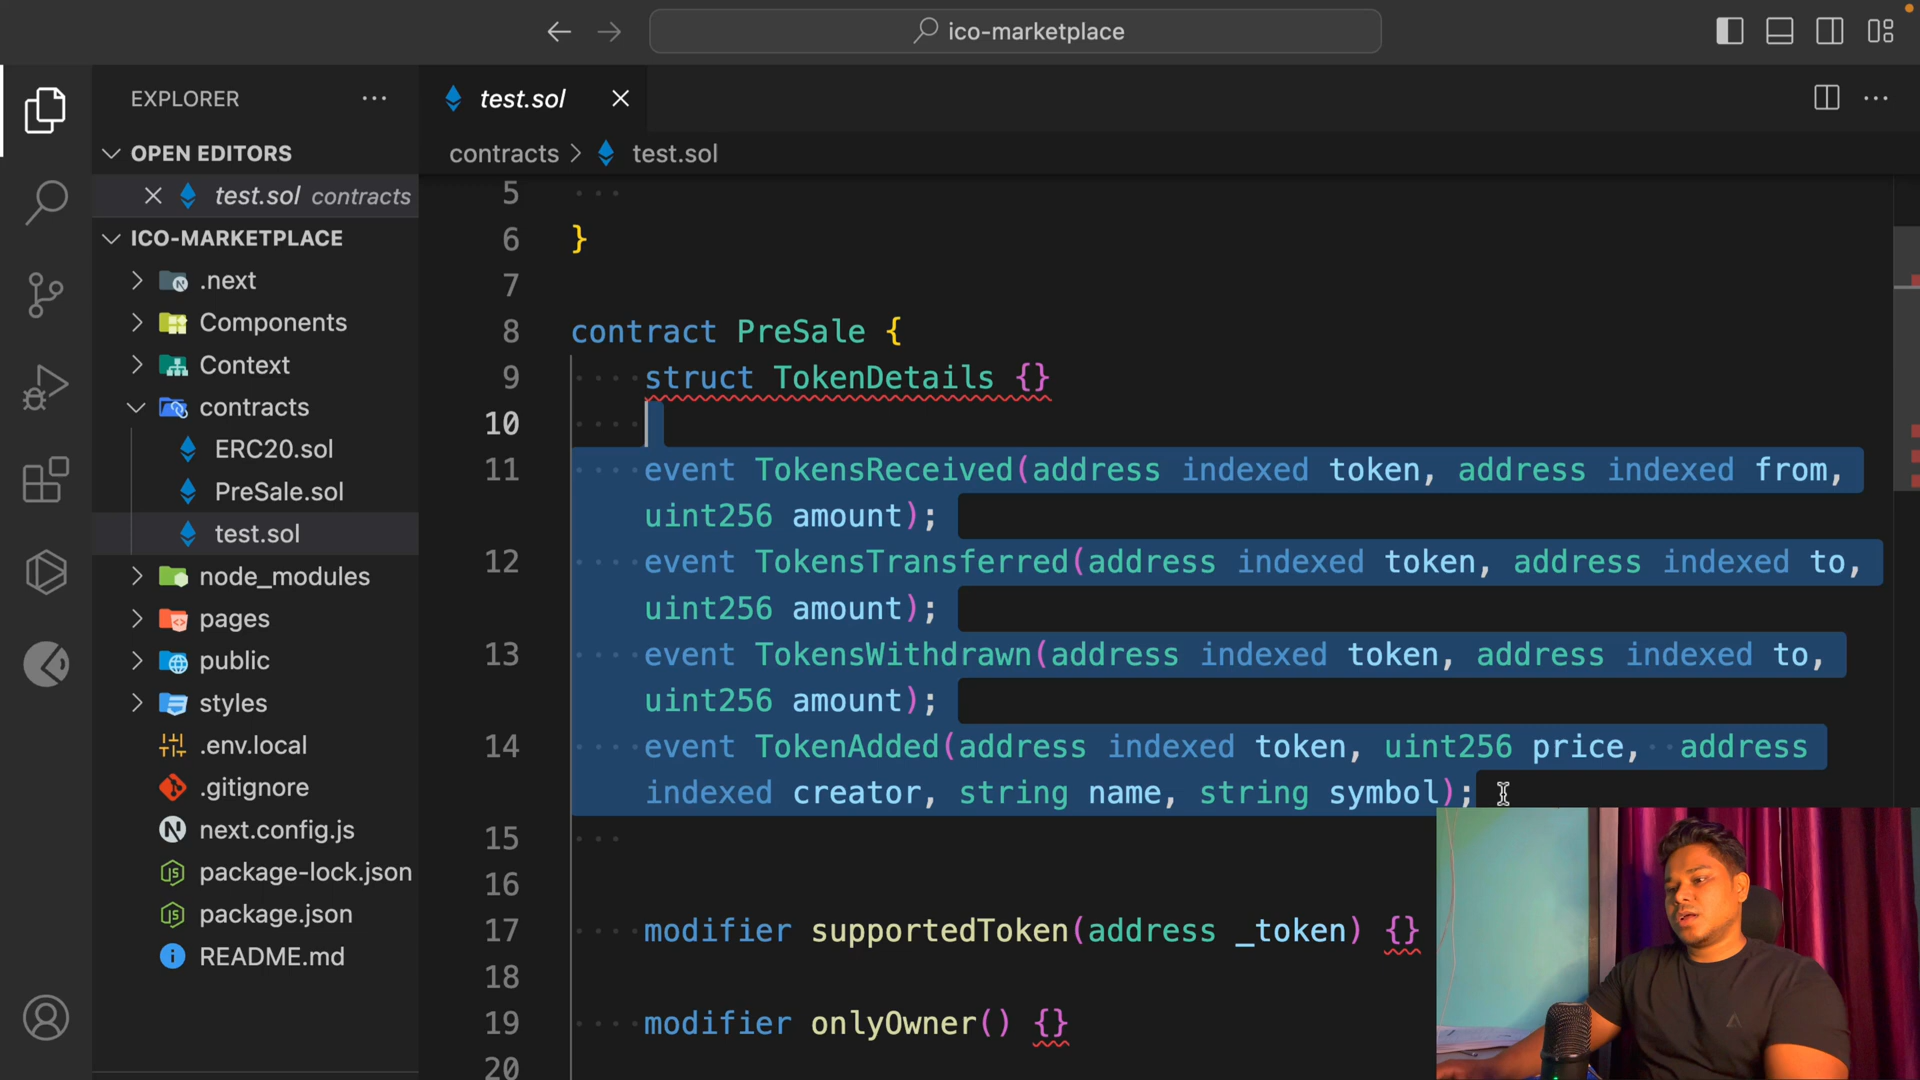 ico-marketplace
EXPLORER
test.sol
OPEN EDITORS
contracts > test.sol
test.sol contracts
ICO-MARKETPLACE
.next
Components
Context
contracts
ERC20.sol
PreSale.sol
test.sol
node_modules
pages
public
styles
.env.local
.gitignore
next.config.js
package-lock.json
package.json
README.md
5
6 }
7
8 contract PreSale {
9 struct TokenDetails {}
10
11 event TokensReceived(address indexed token, address indexed from,
uint256 amount);
12 event TokensTransferred(address indexed token, address indexed to,
uint256 amount);
13 event TokensWithdrawn(address indexed token, address indexed to,
uint256 amount);
14 event TokenAdded(address indexed token, uint256 price, address
indexed creator, string name, string symbol);
15
16
17 modifier supportedToken(address _token) {}
18
19 modifier onlyOwner() {}
20